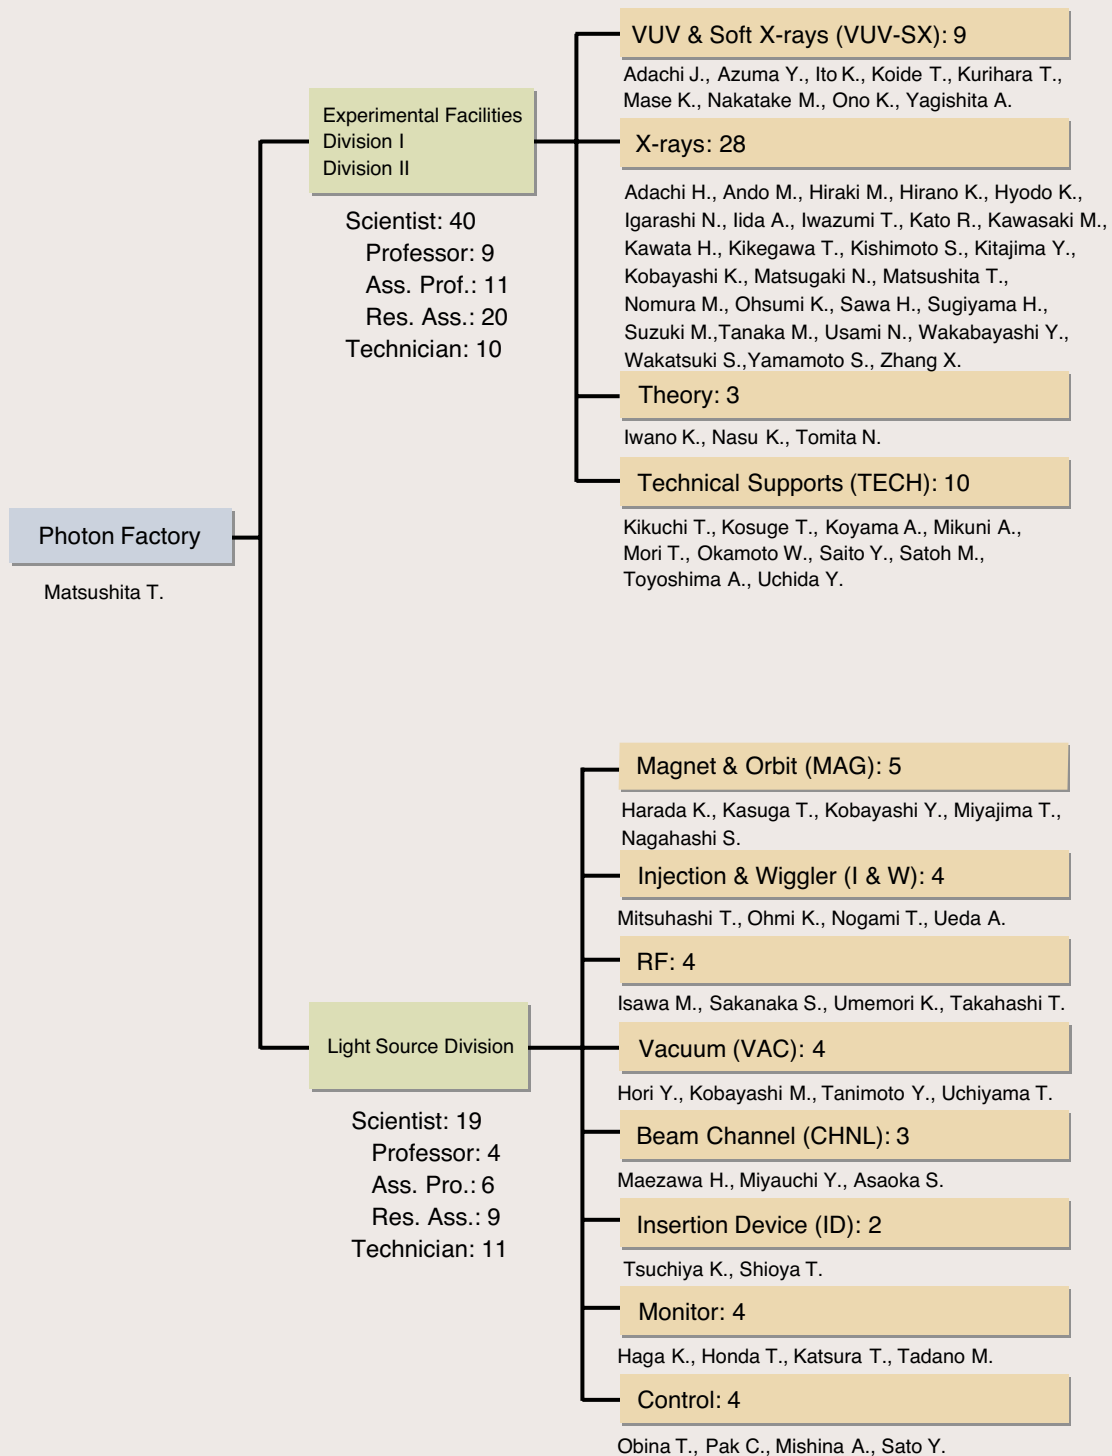 Photon Factory
Matsushita T.
Experimental Facilities
Division I
Division II
Scientist: 40
Professor: 9
Ass. Prof.: 11
Res. Ass.: 20
Technician: 10
VUV & Soft X-rays (VUV-SX): 9
Adachi J., Azuma Y., Ito K., Koide T., Kurihara T.,
Mase K., Nakatake M., Ono K., Yagishita A.
X-rays: 28
Adachi H., Ando M., Hiraki M., Hirano K., Hyodo K.,
Igarashi N., Iida A., Iwazumi T., Kato R., Kawasaki M.,
Kawata H., Kikegawa T., Kishimoto S., Kitajima Y.,
Kobayashi K., Matsugaki N., Matsushita T.,
Nomura M., Ohsumi K., Sawa H., Sugiyama H.,
Suzuki M.,Tanaka M., Usami N., Wakabayashi Y.,
Wakatsuki S.,Yamamoto S., Zhang X.
Theory: 3
Iwano K., Nasu K., Tomita N.
Technical Supports (TECH): 10
Kikuchi T., Kosuge T., Koyama A., Mikuni A.,
Mori T., Okamoto W., Saito Y., Satoh M.,
Toyoshima A., Uchida Y.
Light Source Division
Scientist: 19
Professor: 4
Ass. Pro.: 6
Res. Ass.: 9
Technician: 11
Magnet & Orbit (MAG): 5
Harada K., Kasuga T., Kobayashi Y., Miyajima T.,
Nagahashi S.
Injection & Wiggler (I & W): 4
Mitsuhashi T., Ohmi K., Nogami T., Ueda A.
RF: 4
Isawa M., Sakanaka S., Umemori K., Takahashi T.
Vacuum (VAC): 4
Hori Y., Kobayashi M., Tanimoto Y., Uchiyama T.
Beam Channel (CHNL): 3
Maezawa H., Miyauchi Y., Asaoka S.
Insertion Device (ID): 2
Tsuchiya K., Shioya T.
Monitor: 4
Haga K., Honda T., Katsura T., Tadano M.
Control: 4
Obina T., Pak C., Mishina A., Sato Y.